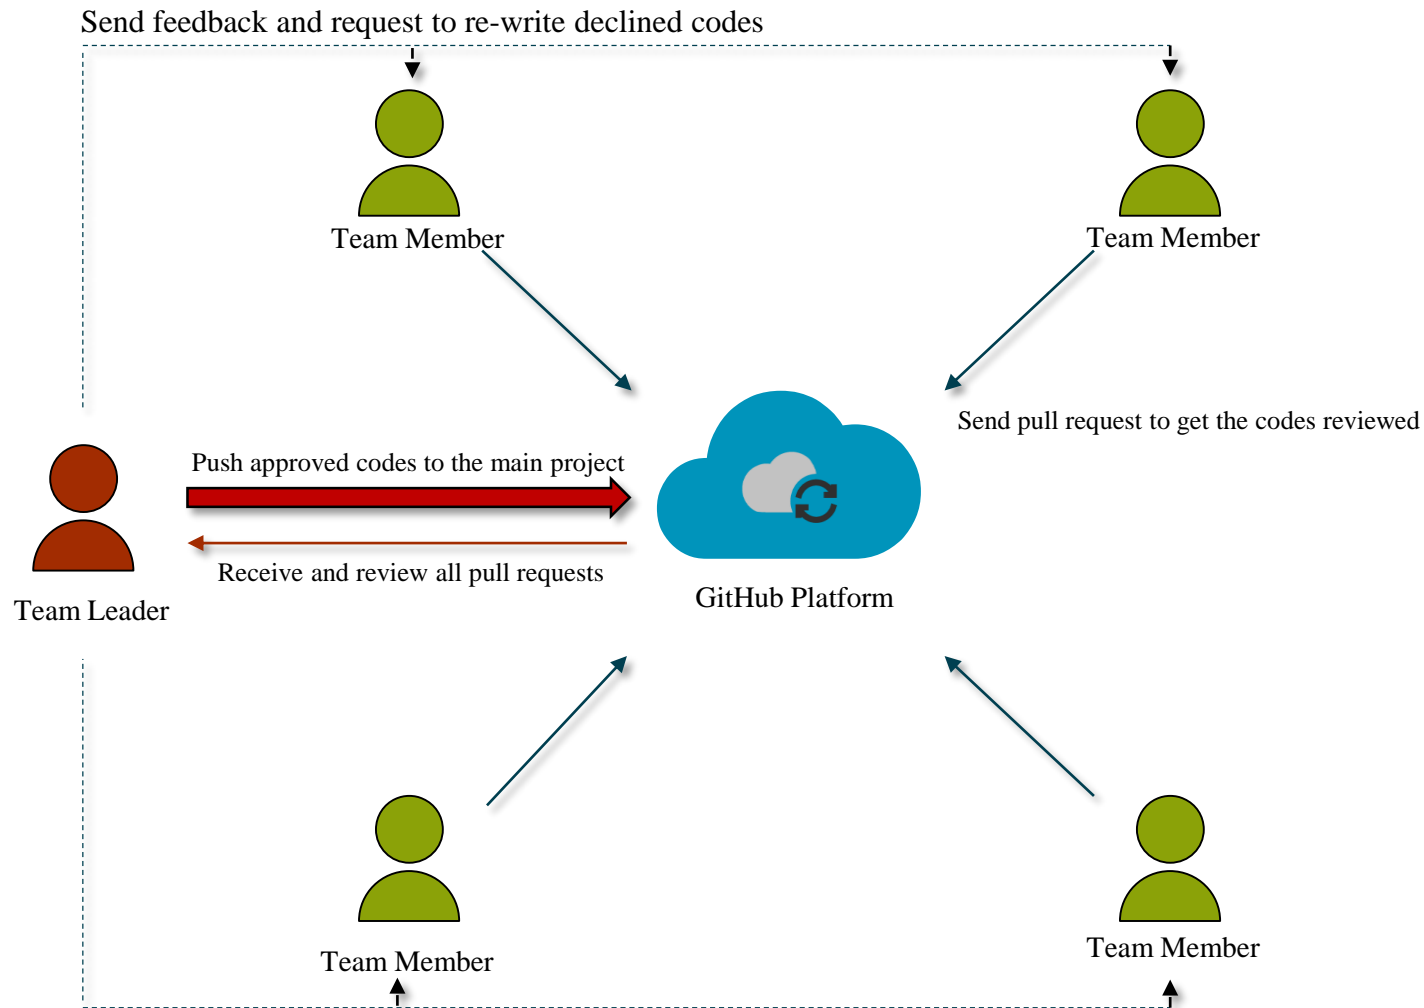 Send feedback and request to re-write declined codes
Team Member
Team Member
Send pull request to get the codes reviewed
Push approved codes to the main project
Receive and review all pull requests
Team Leader
GitHub Platform
Team Member
Team Member